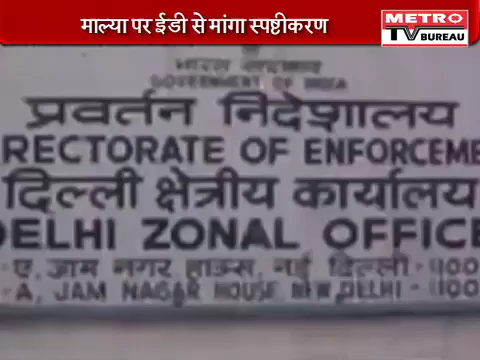 माल्या पर ईडी से मांगा स्पष्टीकरण
METRO
TV BUREAU
भारत सरकार
GOVERNMENT OF INDIA
प्रवर्तन निदेशालय
RECTORATE OF ENFORCEME
दिल्ली क्षेत्रीय कार्यालय
DELHI ZONAL OFFICE
-ए, जाम नगर हाऊस, नई दिल्ली-1100
-A, JAM NAGAR HOUSE, NEW DELHI-1100